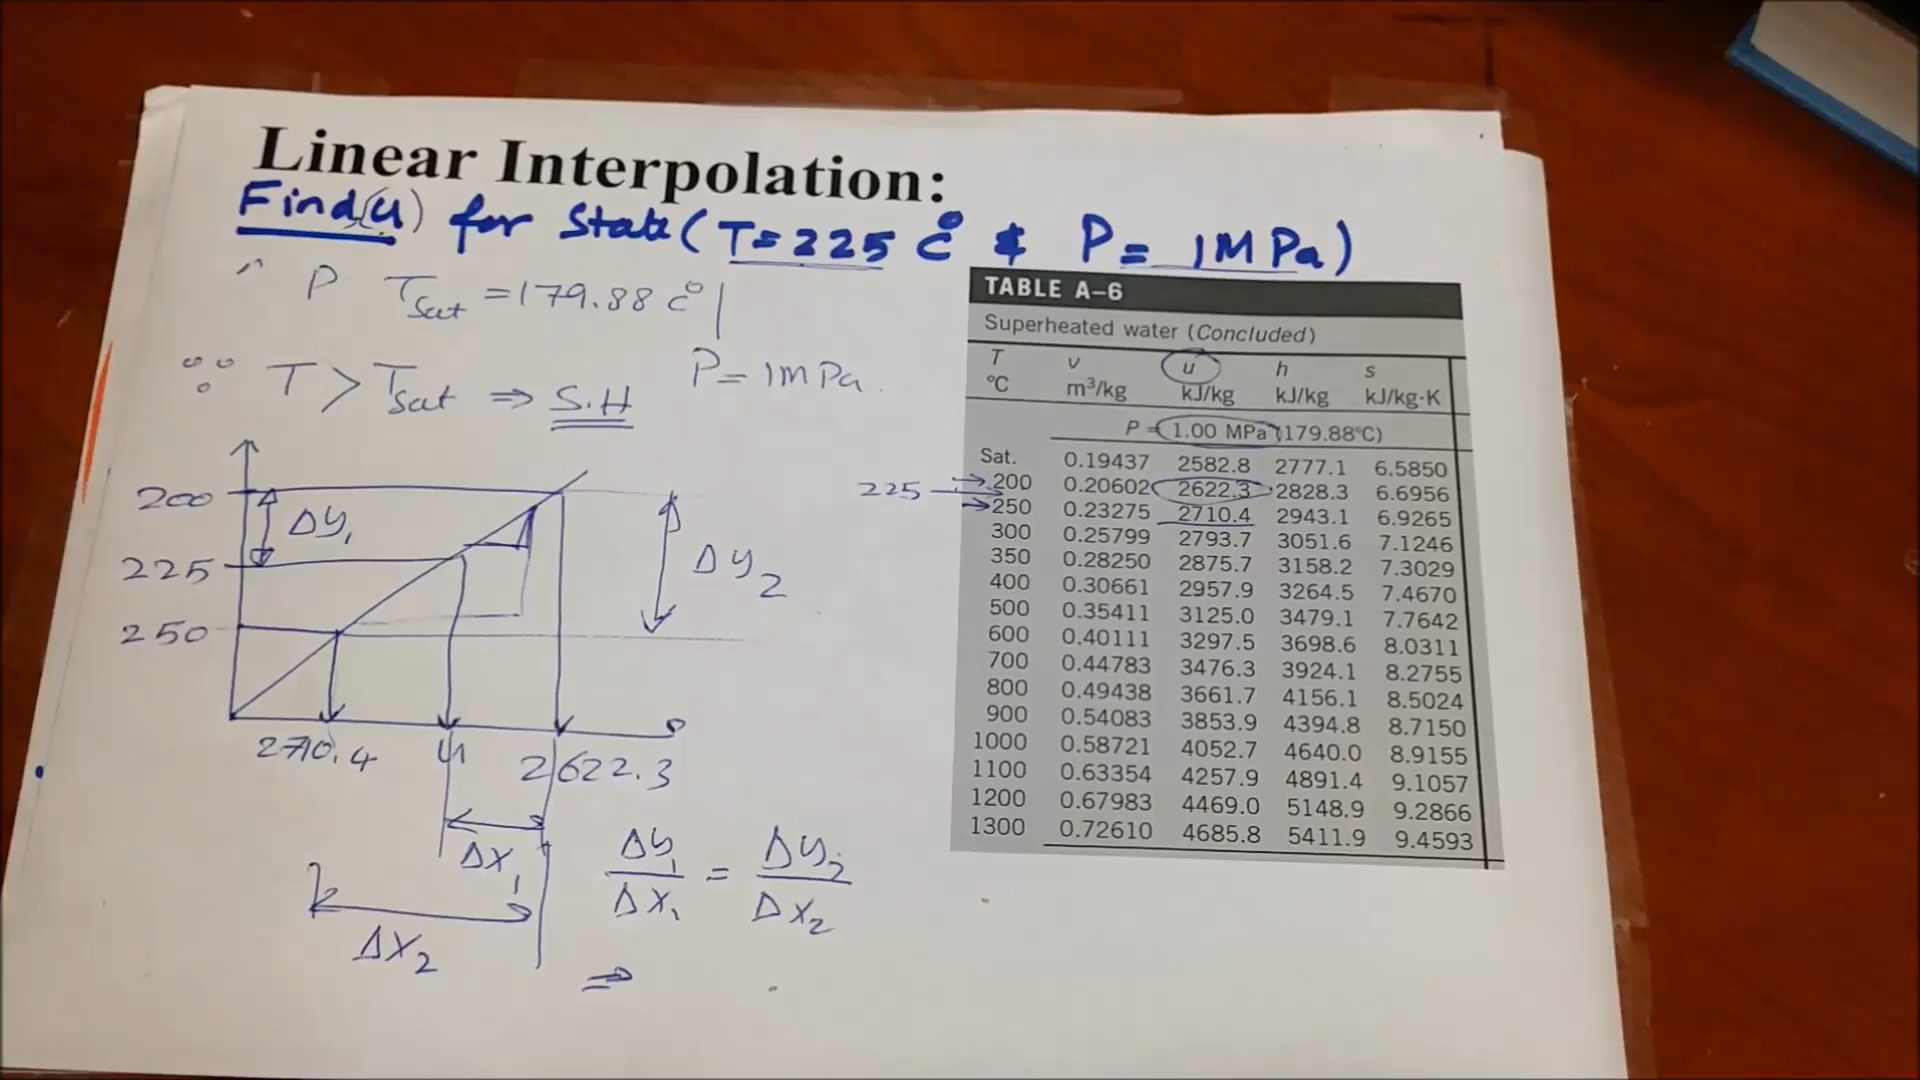 Linear Interpolation:
Find (u) for State (T=225 C° & P= 1MPa)
P T_Sat =179.88 C° |
P=1MPa.
∵ T > T_Sat ⇒ S.H
200
225
250
Δy₁
Δy₂
2710.4 u 2622.3
Δx₁
Δx₂
Δy₁/Δx₁ = Δy₂/Δx₂
⇒
TABLE A–6
Superheated water (Concluded)
T v u h s
°C m³/kg kJ/kg kJ/kg kJ/kg·K
P = 1.00 MPa (179.88°C)
Sat. 0.19437 2582.8 2777.1 6.5850
→200 0.20602 2622.3 2828.3 6.6956
225
→250 0.23275 2710.4 2943.1 6.9265
300 0.25799 2793.7 3051.6 7.1246
350 0.28250 2875.7 3158.2 7.3029
400 0.30661 2957.9 3264.5 7.4670
500 0.35411 3125.0 3479.1 7.7642
600 0.40111 3297.5 3698.6 8.0311
700 0.44783 3476.3 3924.1 8.2755
800 0.49438 3661.7 4156.1 8.5024
900 0.54083 3853.9 4394.8 8.7150
1000 0.58721 4052.7 4640.0 8.9155
1100 0.63354 4257.9 4891.4 9.1057
1200 0.67983 4469.0 5148.9 9.2866
1300 0.72610 4685.8 5411.9 9.4593